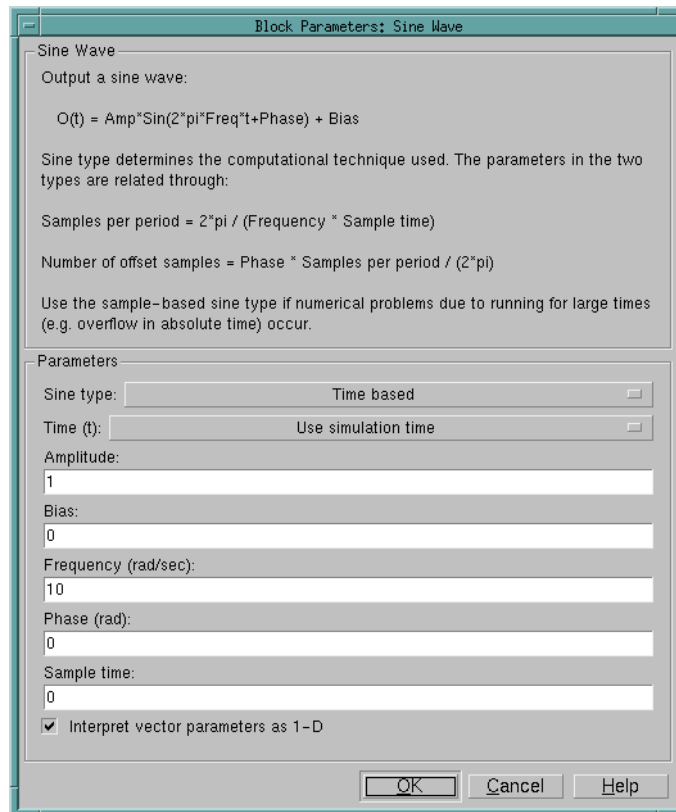 Block Parameters: Sine Wave
Sine Wave
Output a sine wave:
O(t) = Amp*Sin(2*pi*Freq*t+Phase) + Bias
Sine type determines the computational technique used. The parameters in the two
types are related through:
Samples per period = 2*pi / (Frequency * Sample time)
Number of offset samples = Phase * Samples per period / (2*pi)
Use the sample-based sine type if numerical problems due to running for large times
(e.g. overflow in absolute time) occur.
Parameters
Sine type: Time based
Time (t): Use simulation time
Amplitude:
1
Bias:
0
Frequency (rad/sec):
10
Phase (rad):
0
Sample time:
0
Interpret vector parameters as 1-D
OK Cancel Help